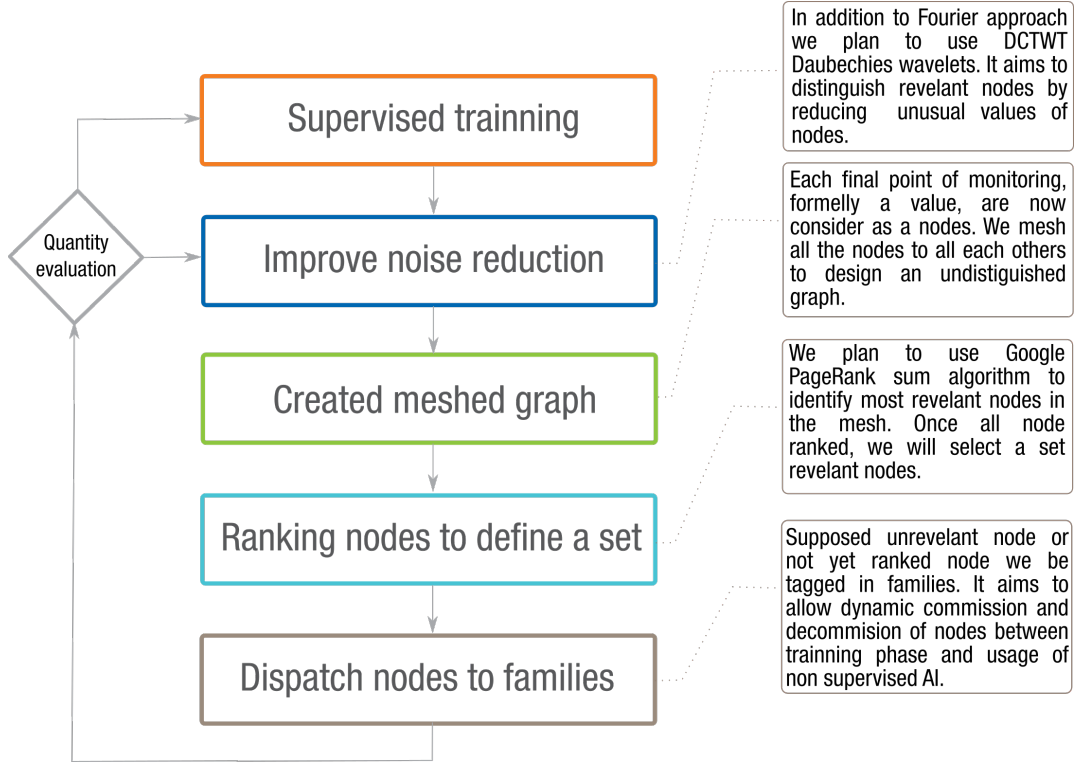 Supervised trainning
Quantity
evaluation
Improve noise reduction
Created meshed graph
Ranking nodes to define a set
Dispatch nodes to families
In addition to Fourier approach
we plan to use DCTWT
Daubechies wavelets. It aims to
distinguish revelant nodes by
reducing unusual values of
nodes.
Each final point of monitoring,
formelly a value, are now
consider as a nodes. We mesh
all the nodes to all each others
to design an undistiguished
graph.
We plan to use Google
PageRank sum algorithm to
identify most revelant nodes in
the mesh. Once all node
ranked, we will select a set
revelant nodes.
Supposed unrevelant node or
not yet ranked node we be
tagged in families. It aims to
allow dynamic commission and
decommision of nodes between
trainning phase and usage of
non supervised AI.